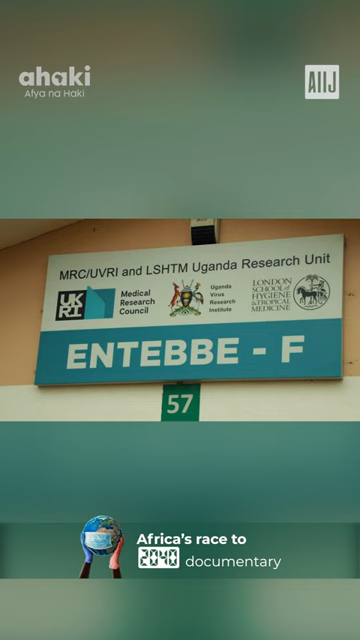 ahaki
Afya na Haki
AIIJ
MRC/UVRI and LSHTM Uganda Research Unit
UK
RI
Medical
Research
Council
Uganda
Virus
Research
Institute
LONDON
SCHOOL of
HYGIENE
& TROPICAL
MEDICINE
ENTEBBE - F
57
Africa's race to
2040 documentary